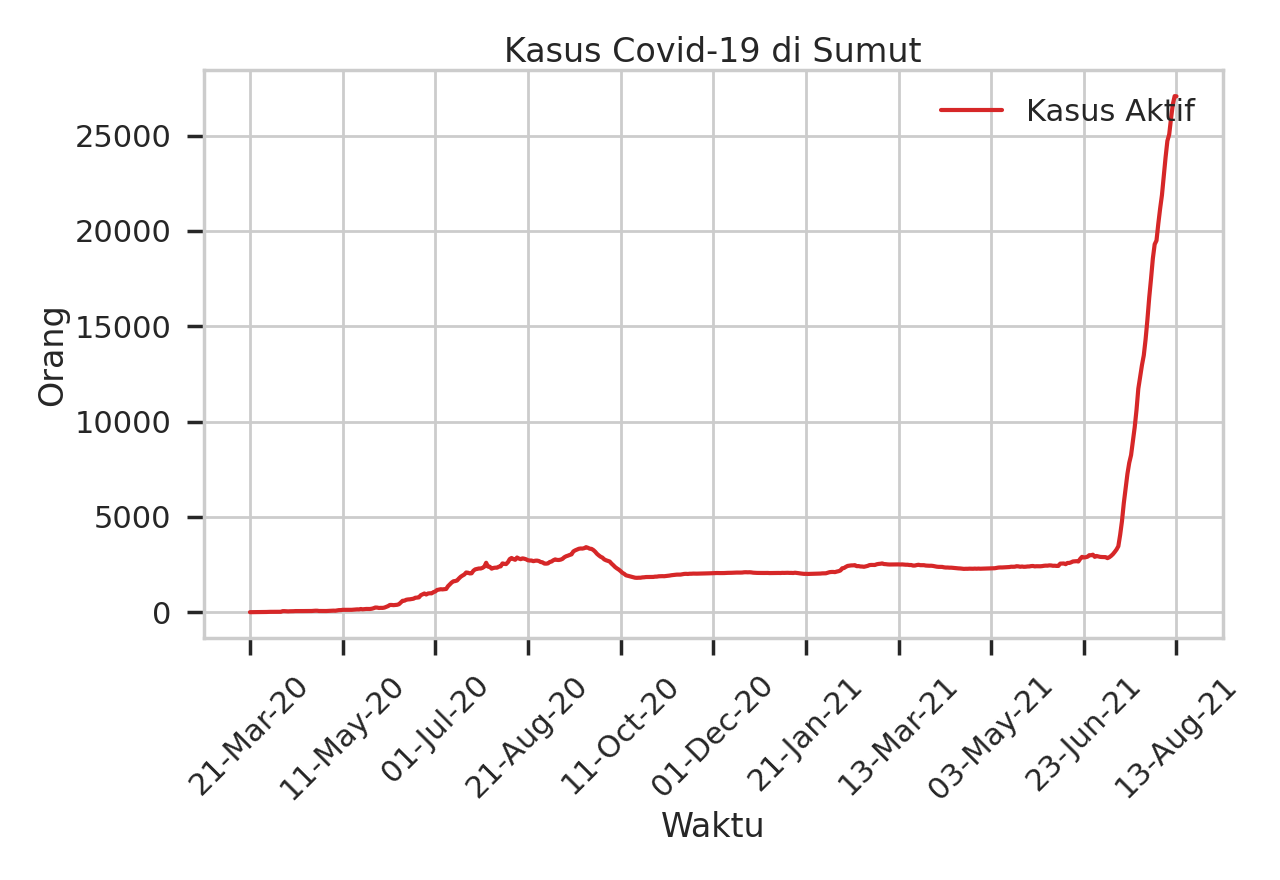 Kasus Covid-19 di Sumut
Kasus Aktif
25000
20000
15000
10000
5000
0
Orang
21-Mar-20
11-May-20
01-Jul-20
21-Aug-20
11-Oct-20
01-Dec-20
21-Jan-21
13-Mar-21
03-May-21
23-Jun-21
13-Aug-21
Waktu